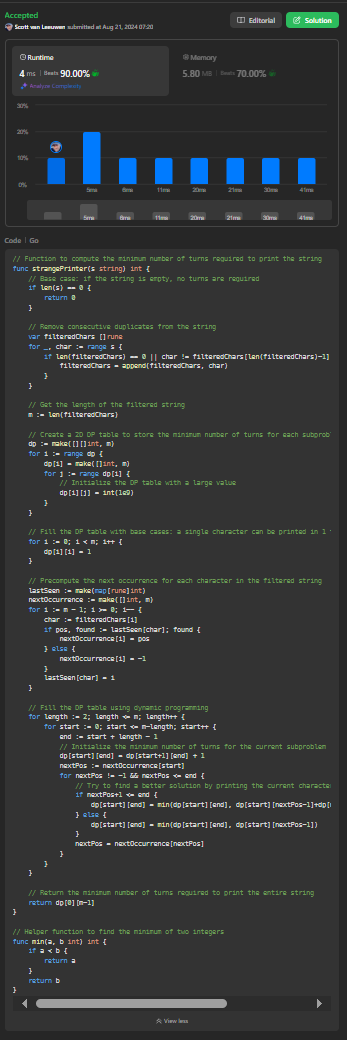 Accepted
Scott van Leeuwen submitted at Aug 21, 2024 07:20
Editorial
Solution
Runtime
4 ms | Beats 90.00%
Analyze Complexity
Memory
5.80 MB | Beats 70.00%
30%
20%
10%
0%
5ms 6ms 11ms 20ms 21ms 30ms 41ms
5ms 6ms 11ms 20ms 21ms 30ms 41ms
Code | Go
// Function to compute the minimum number of turns required to print the string
func strangePrinter(s string) int {
    // Base case: if the string is empty, no turns are required
    if len(s) == 0 {
        return 0
    }

    // Remove consecutive duplicates from the string
    var filteredChars []rune
    for _, char := range s {
        if len(filteredChars) == 0 || char != filteredChars[len(filteredChars)-1]
            filteredChars = append(filteredChars, char)
        }
    }

    // Get the length of the filtered string
    m := len(filteredChars)

    // Create a 2D DP table to store the minimum number of turns for each subprob
    dp := make([][]int, m)
    for i := range dp {
        dp[i] = make([]int, m)
        for j := range dp[i] {
            // Initialize the DP table with a large value
            dp[i][j] = int(1e9)
        }
    }

    // Fill the DP table with base cases: a single character can be printed in 1
    for i := 0; i < m; i++ {
        dp[i][i] = 1
    }

    // Precompute the next occurrence for each character in the filtered string
    lastSeen := make(map[rune]int)
    nextOccurrence := make([]int, m)
    for i := m - 1; i >= 0; i-- {
        char := filteredChars[i]
        if pos, found := lastSeen[char]; found {
            nextOccurrence[i] = pos
        } else {
            nextOccurrence[i] = -1
        }
        lastSeen[char] = i
    }

    // Fill the DP table using dynamic programming
    for length := 2; length <= m; length++ {
        for start := 0; start <= m-length; start++ {
            end := start + length - 1
            // Initialize the minimum number of turns for the current subproblem
            dp[start][end] = dp[start+1][end] + 1
            nextPos := nextOccurrence[start]
            for nextPos != -1 && nextPos <= end {
                // Try to find a better solution by printing the current characte
                if nextPos+1 <= end {
                    dp[start][end] = min(dp[start][end], dp[start][nextPos-1]+dp[
                } else {
                    dp[start][end] = min(dp[start][end], dp[start][nextPos-1])
                }
                nextPos = nextOccurrence[nextPos]
            }
        }
    }

    // Return the minimum number of turns required to print the entire string
    return dp[0][m-1]
}

// Helper function to find the minimum of two integers
func min(a, b int) int {
    if a < b {
        return a
    }
    return b
}
View less